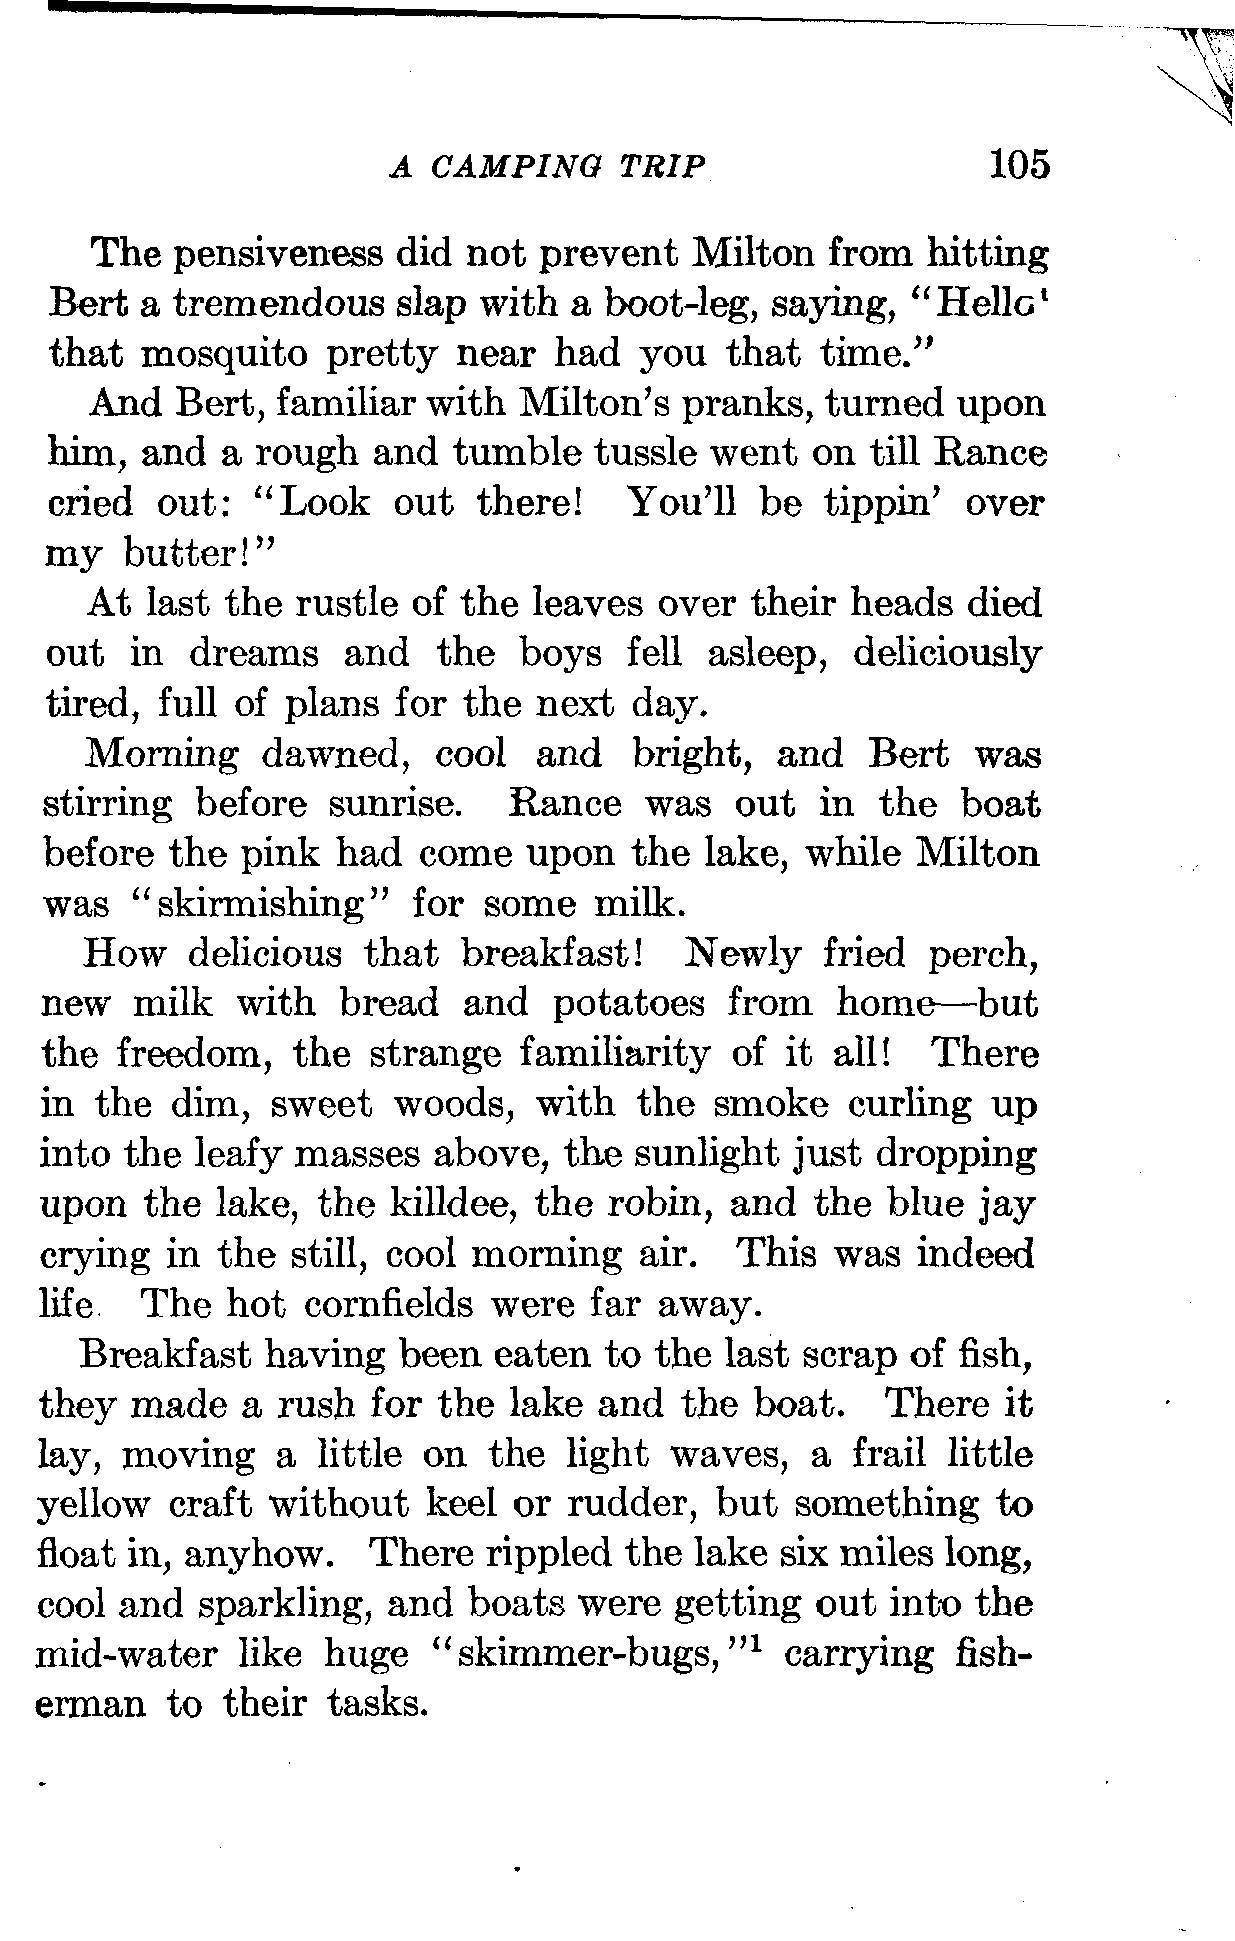 A CAMPING TRIP 105
The pensiveness did not prevent Milton from hitting
Bert a tremendous slap with a boot-leg, saying, "Hello!
that mosquito pretty near had you that time."
And Bert, familiar with Milton's pranks, turned upon
him, and a rough and tumble tussle went on till Rance
cried out: "Look out there! You'll be tippin' over
my butter!"
At last the rustle of the leaves over their heads died
out in dreams and the boys fell asleep, deliciously
tired, full of plans for the next day.
Morning dawned, cool and bright, and Bert was
stirring before sunrise. Rance was out in the boat
before the pink had come upon the lake, while Milton
was "skirmishing" for some milk.
How delicious that breakfast! Newly fried perch,
new milk with bread and potatoes from home—but
the freedom, the strange familiarity of it all! There
in the dim, sweet woods, with the smoke curling up
into the leafy masses above, the sunlight just dropping
upon the lake, the killdee, the robin, and the blue jay
crying in the still, cool morning air. This was indeed
life. The hot cornfields were far away.
Breakfast having been eaten to the last scrap of fish,
they made a rush for the lake and the boat. There it
lay, moving a little on the light waves, a frail little
yellow craft without keel or rudder, but something to
float in, anyhow. There rippled the lake six miles long,
cool and sparkling, and boats were getting out into the
mid-water like huge "skimmer-bugs,"¹ carrying fish-
erman to their tasks.